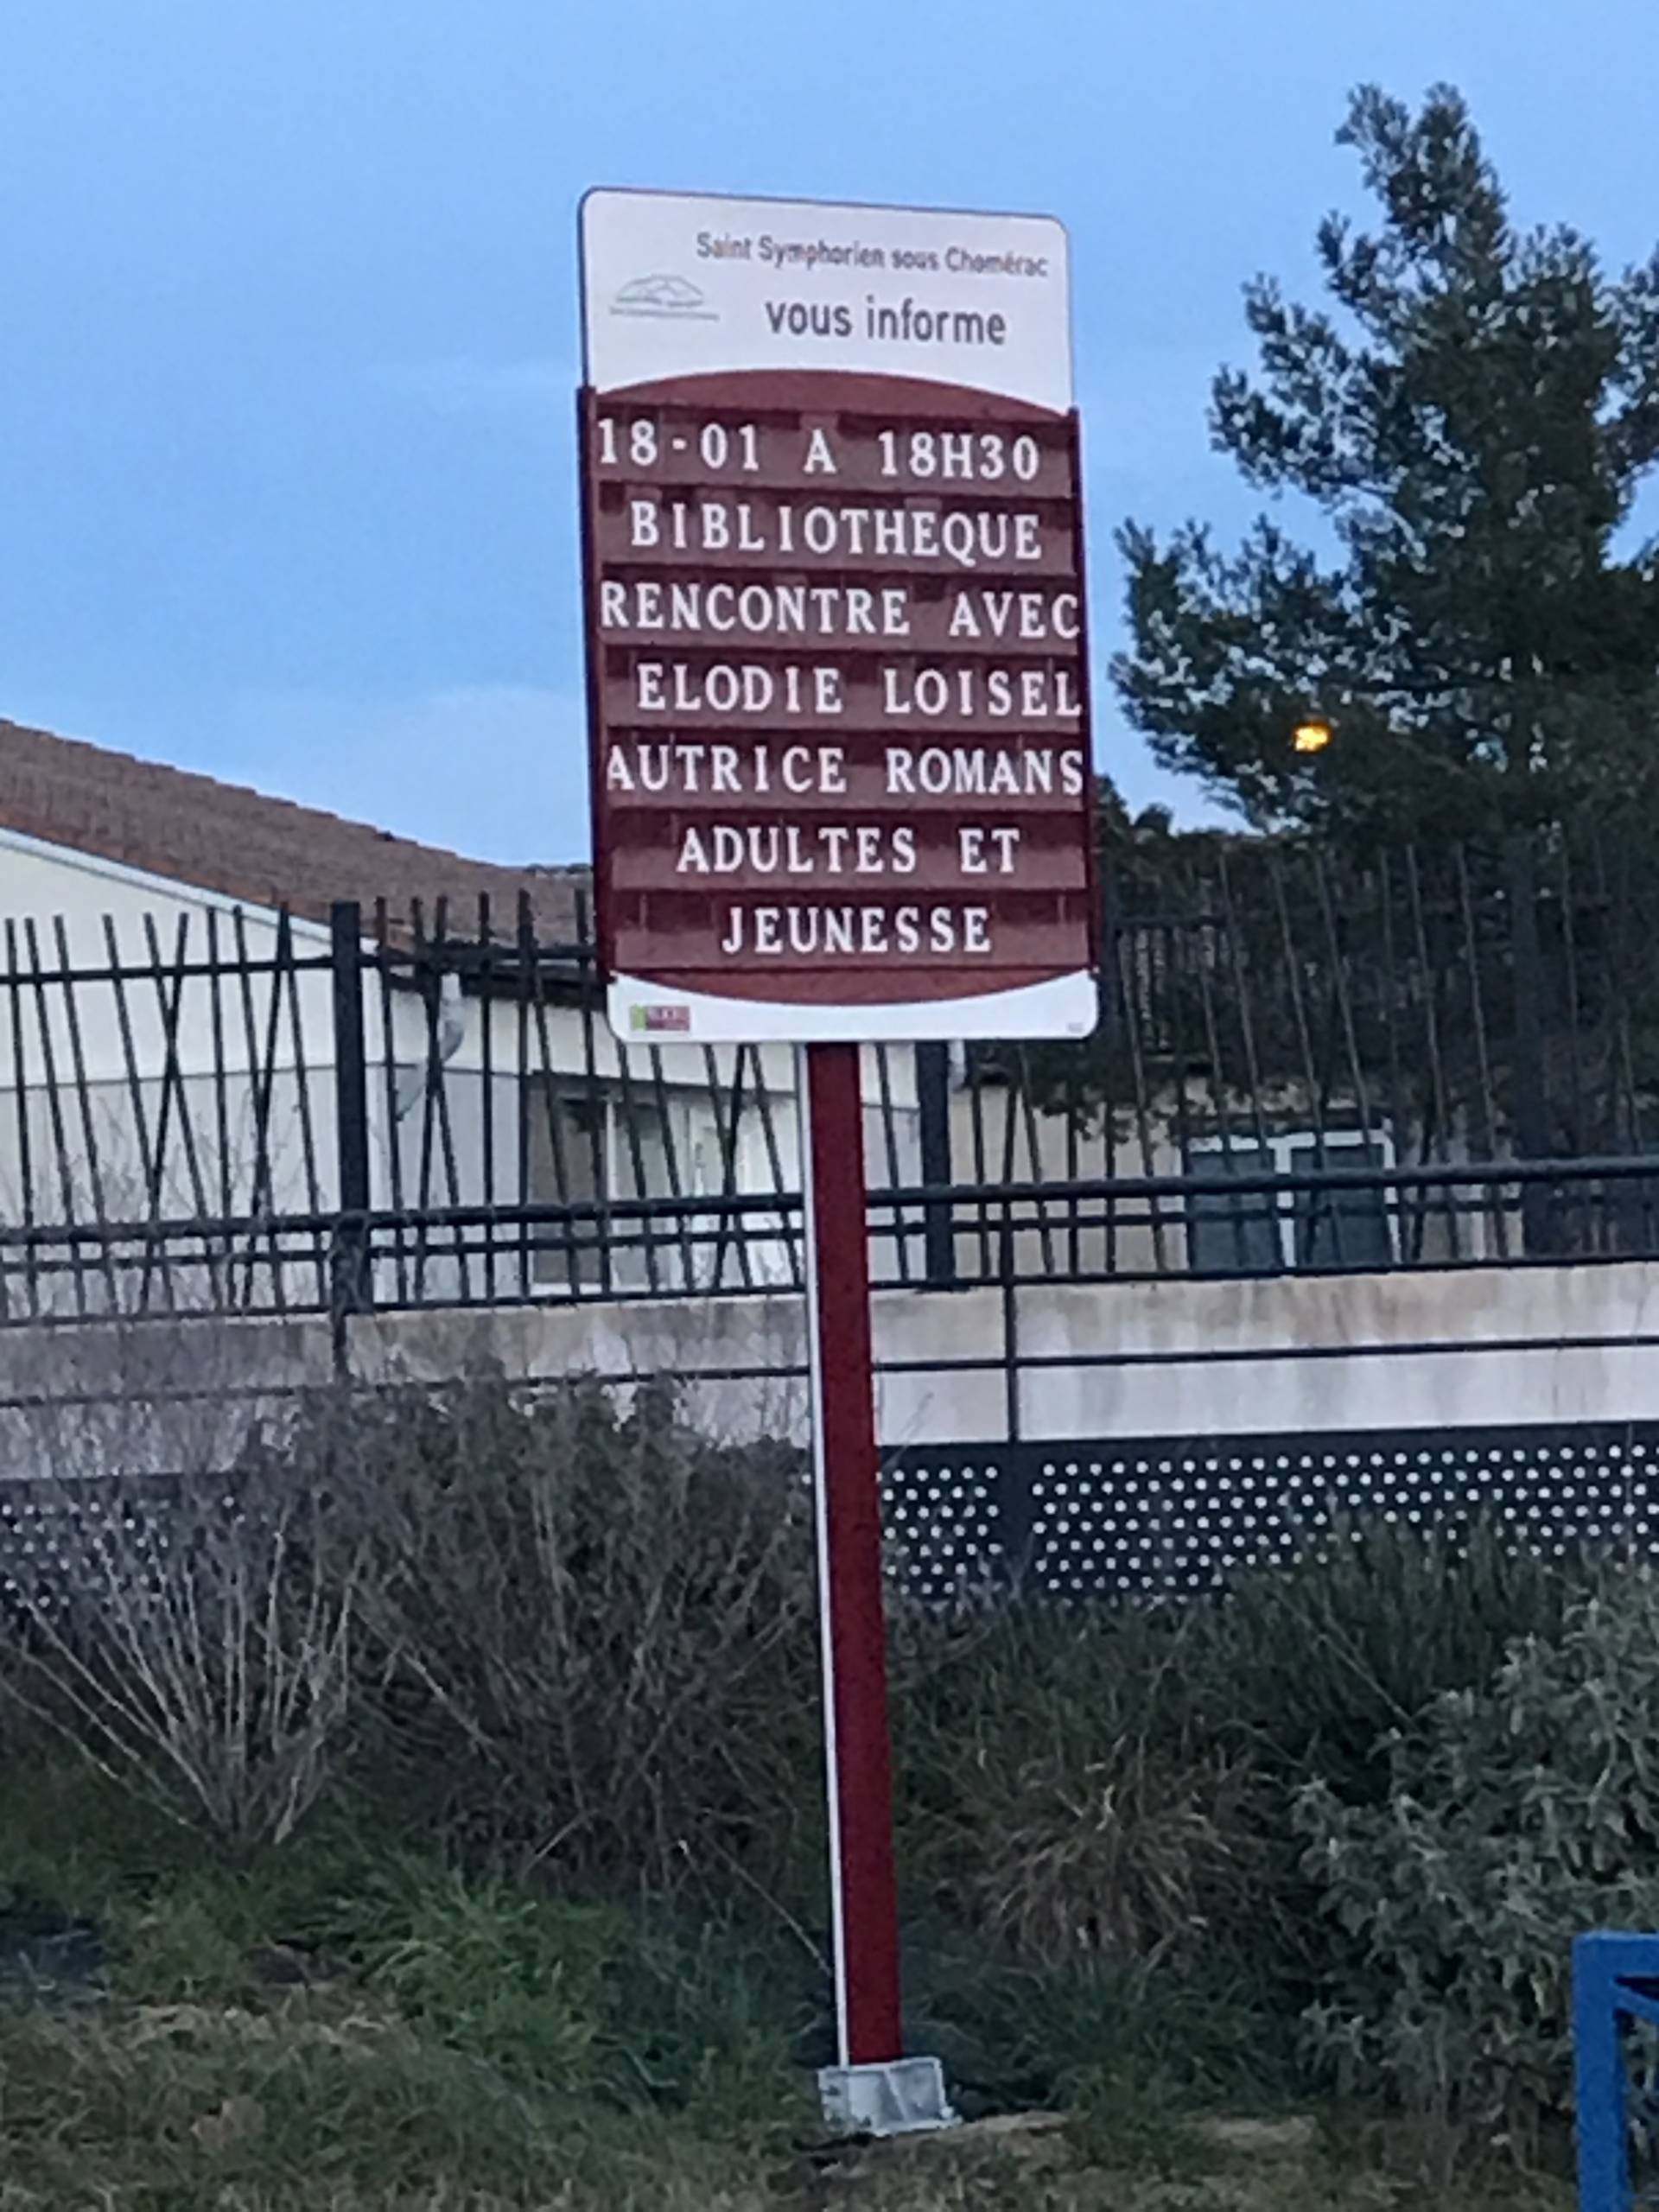 Saint Symphorien sous Chomérac
vous informe
18-01 A 18H30
BIBLIOTHEQUE
RENCONTRE AVEC
ELODIE LOISEL
AUTRICE ROMANS
ADULTES ET
JEUNESSE